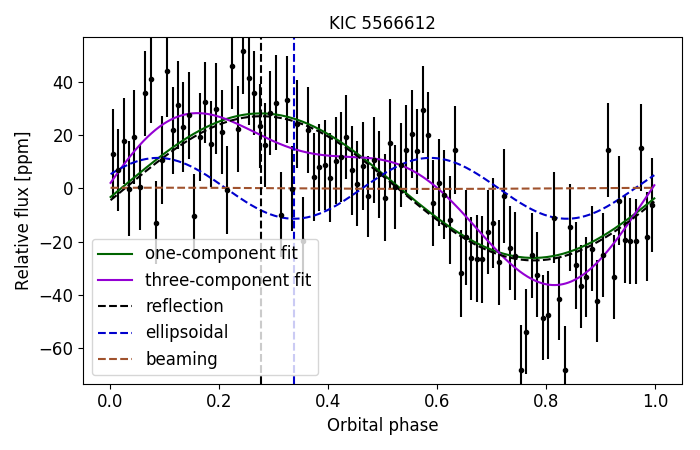 KIC 5566612
Relative flux [ppm]
40
20
0
−20
−40
−60
one-component fit
three-component fit
reflection
ellipsoidal
beaming
0.0 0.2 0.4 0.6 0.8 1.0
Orbital phase